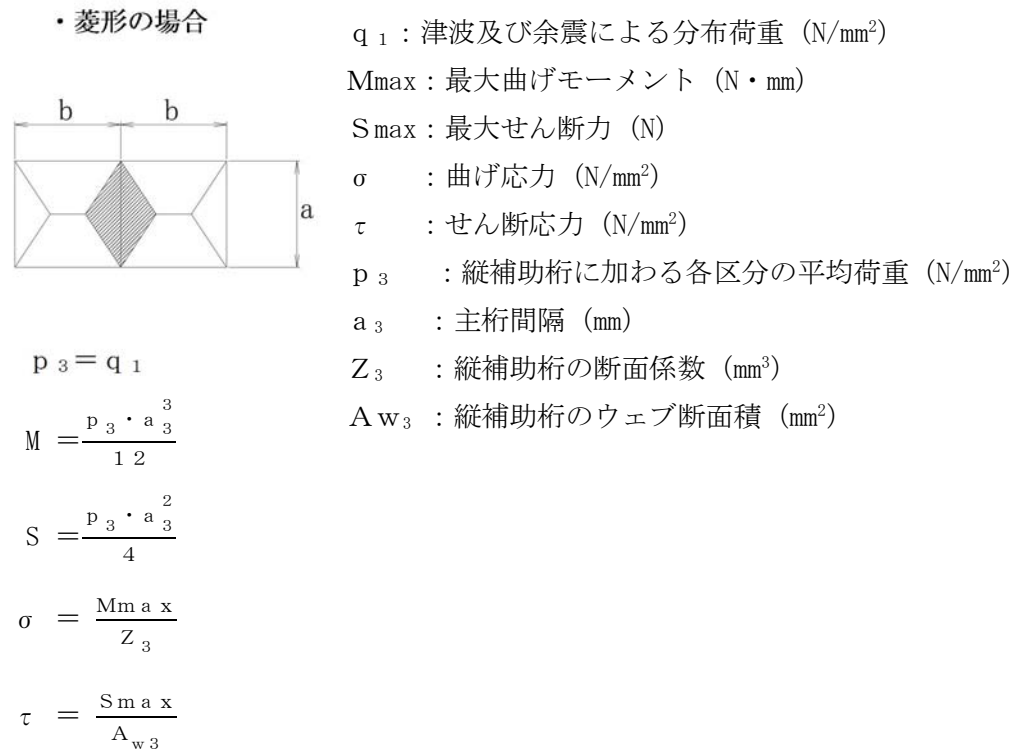 ・菱形の場合
b b
a
p₃＝q₁
M＝p₃・a₃³/12
S＝p₃・a₃²/4
σ＝Mmax/Z₃
τ＝Smax/Aw₃
q₁：津波及び余震による分布荷重 (N/mm²)
Mmax：最大曲げモーメント (N・mm)
Smax：最大せん断力 (N)
σ：曲げ応力 (N/mm²)
τ：せん断応力 (N/mm²)
p₃：縦補助桁に加わる各区分の平均荷重 (N/mm²)
a₃：主桁間隔 (mm)
Z₃：縦補助桁の断面係数 (mm³)
Aw₃：縦補助桁のウェブ断面積 (mm²)